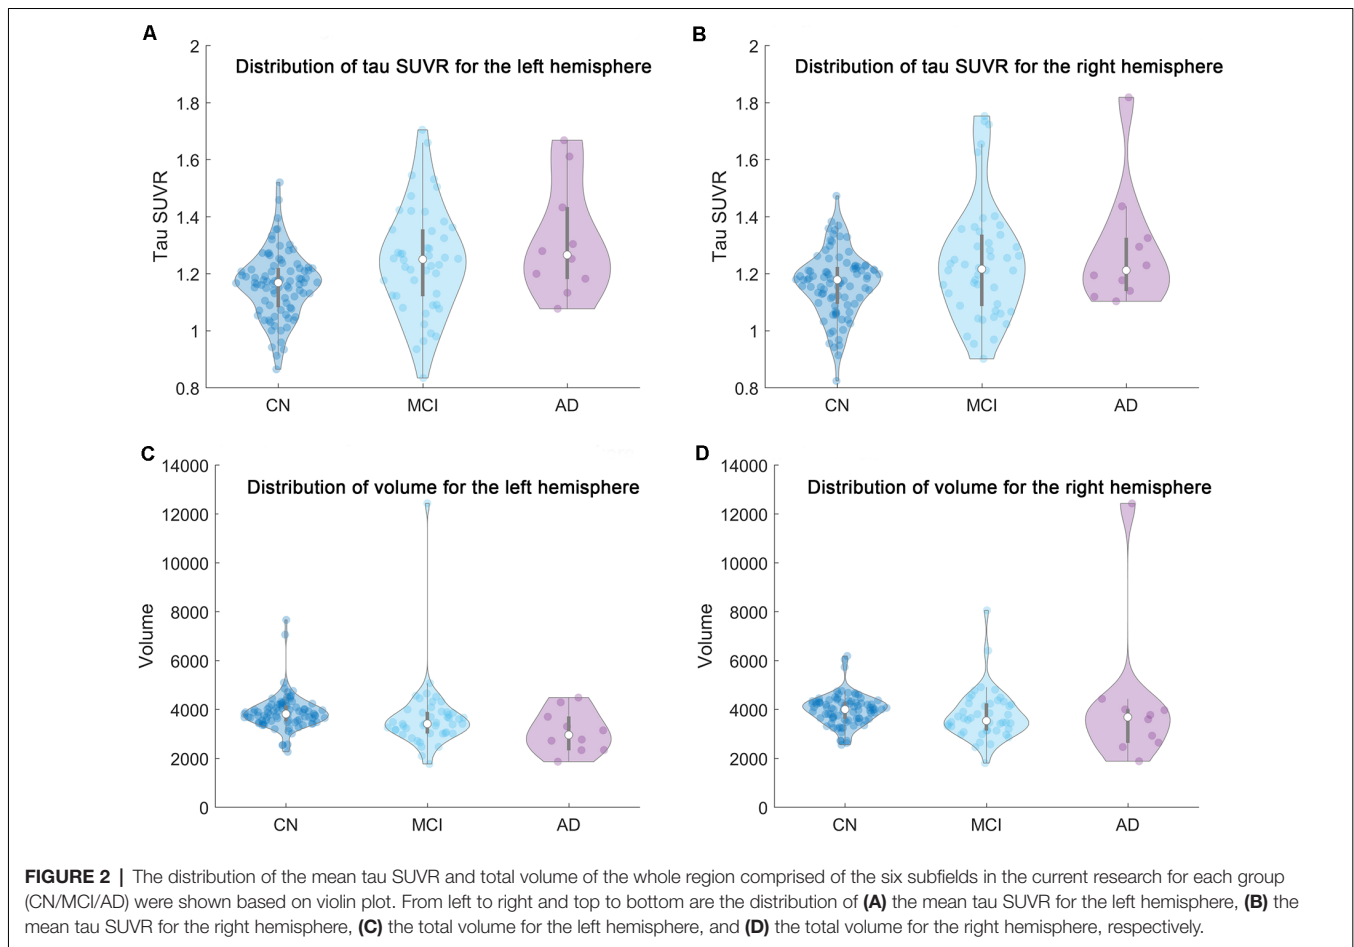 A
B
Distribution of tau SUVR for the left hemisphere
Distribution of tau SUVR for the right hemisphere
2
1.8
1.6
1.4
1.2
1
0.8
Tau SUVR
CN
MCI
AD
2
1.8
1.6
1.4
1.2
1
0.8
Tau SUVR
CN
MCI
AD
C
D
Distribution of volume for the left hemisphere
Distribution of volume for the right hemisphere
14000
12000
10000
8000
6000
4000
2000
0
Volume
CN
MCI
AD
14000
12000
10000
8000
6000
4000
2000
0
Volume
CN
MCI
AD
FIGURE 2 | The distribution of the mean tau SUVR and total volume of the whole region comprised of the six subfields in the current research for each group
(CN/MCI/AD) were shown based on violin plot. From left to right and top to bottom are the distribution of (A) the mean tau SUVR for the left hemisphere, (B) the
mean tau SUVR for the right hemisphere, (C) the total volume for the left hemisphere, and (D) the total volume for the right hemisphere, respectively.